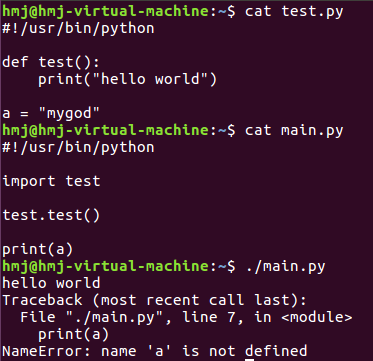 hmj@hmj-virtual-machine:~$ cat test.py
#!/usr/bin/python

def test():
    print("hello world")

a = "mygod"
hmj@hmj-virtual-machine:~$ cat main.py
#!/usr/bin/python

import test

test.test()

print(a)
hmj@hmj-virtual-machine:~$ ./main.py
hello world
Traceback (most recent call last):
  File "./main.py", line 7, in <module>
    print(a)
NameError: name 'a' is not defined